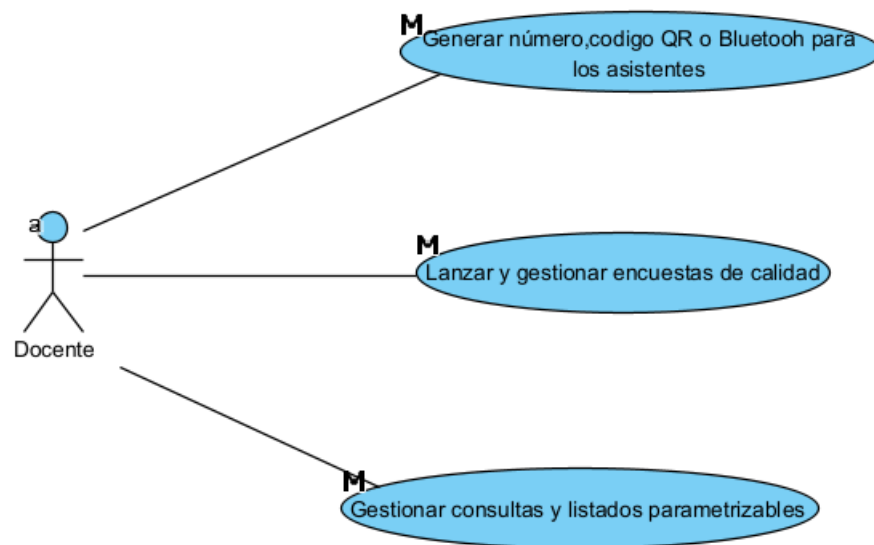 M
Generar número,codigo QR o Bluetooh para
los asistentes
a
M
Lanzar y gestionar encuestas de calidad
Docente
M
Gestionar consultas y listados parametrizables